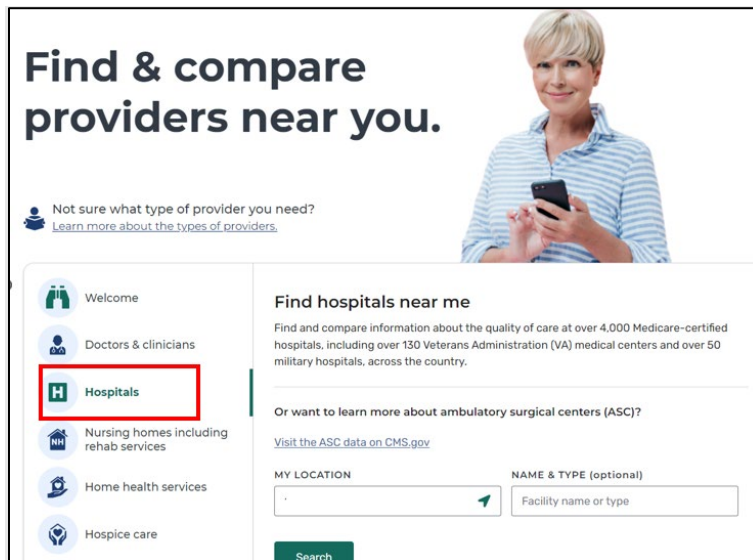 Find & compare
providers near you.
Not sure what type of provider you need?
Learn more about the types of providers.
Welcome
Doctors & clinicians
H
Hospitals
NH
Nursing homes including
rehab services
Home health services
Hospice care
Find hospitals near me
Find and compare information about the quality of care at over 4,000 Medicare-certified
hospitals, including over 130 Veterans Administration (VA) medical centers and over 50
military hospitals, across the country.
Or want to learn more about ambulatory surgical centers (ASC)?
Visit the ASC data on CMS.gov
MY LOCATION
NAME & TYPE (optional)
Facility name or type
Search